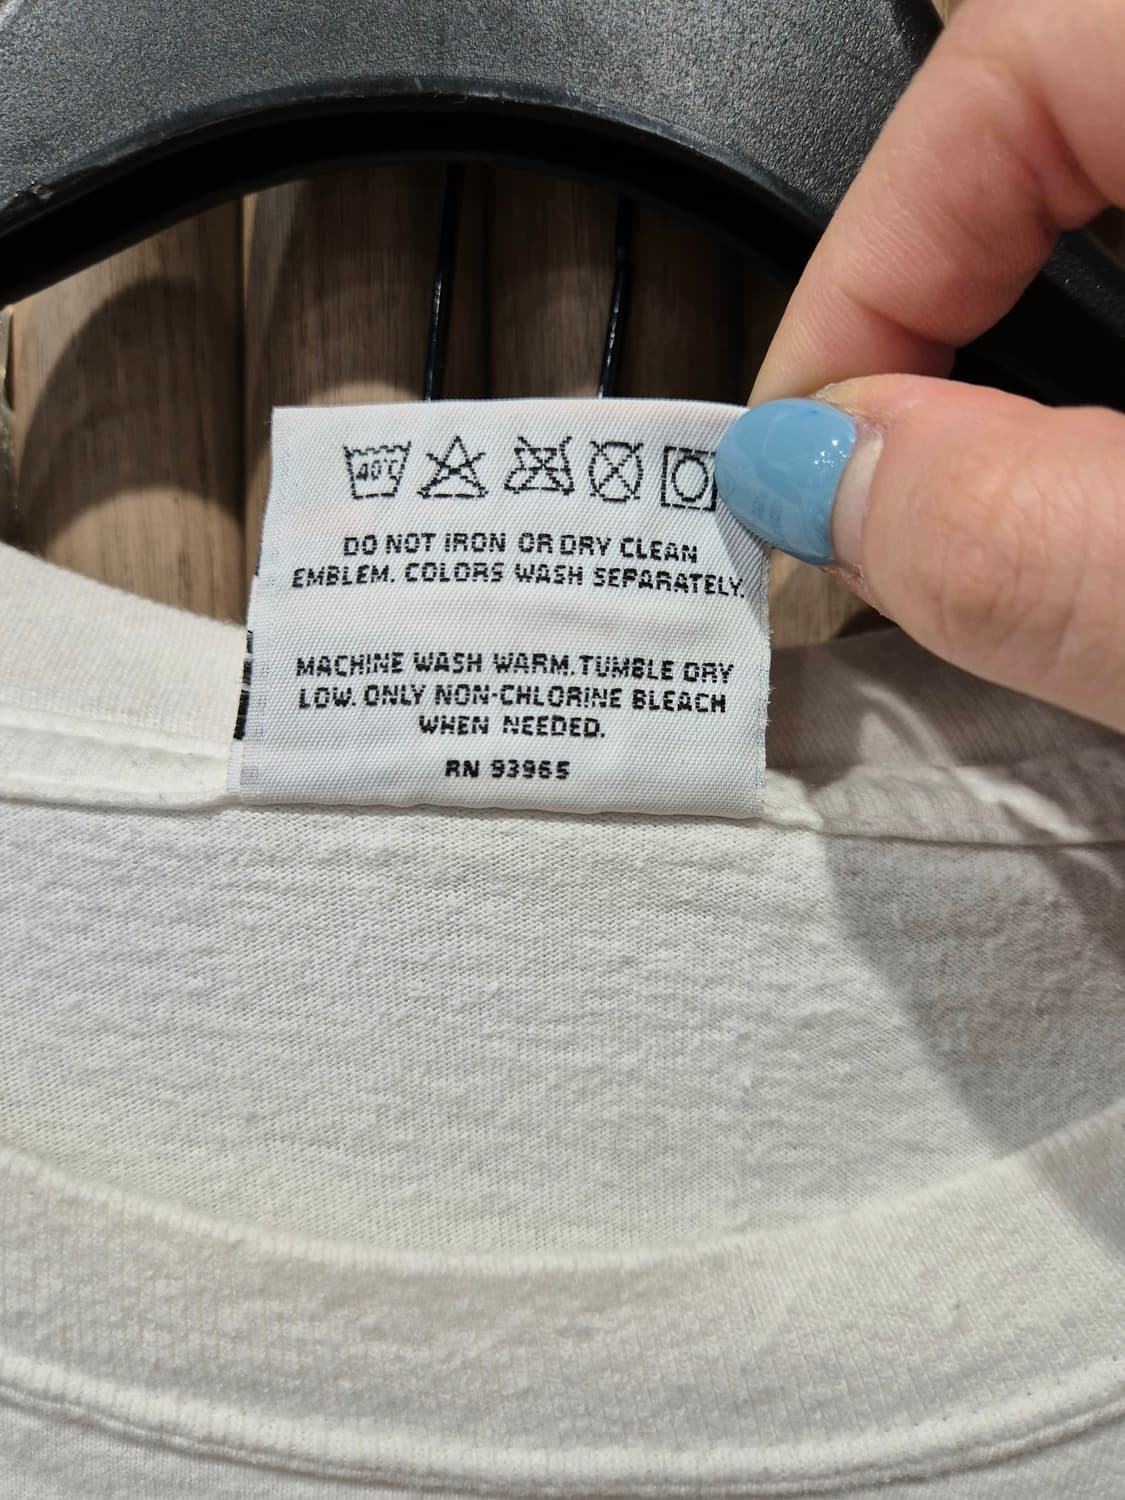 40°C
DO NOT IRON OR DRY CLEAN
EMBLEM. COLORS WASH SEPARATELY.
MACHINE WASH WARM. TUMBLE DRY
LOW. ONLY NON-CHLORINE BLEACH
WHEN NEEDED.
RN 93965